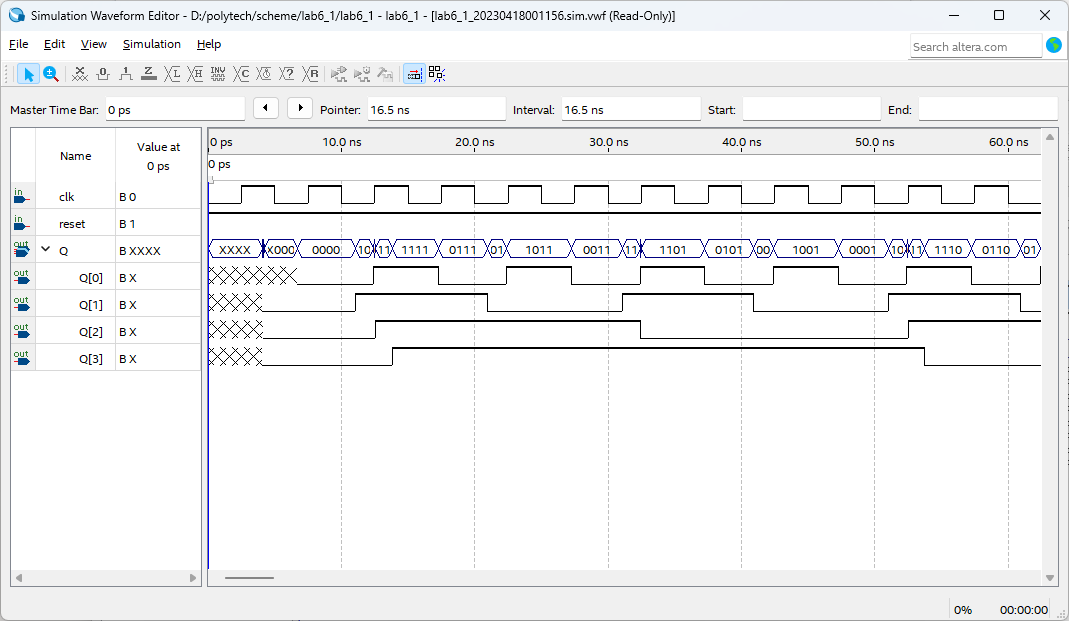 Simulation Waveform Editor - D:/polytech/scheme/lab6_1/lab6_1 - lab6_1 - [lab6_1_20230418001156.sim.vwf (Read-Only)]
File Edit View Simulation Help
Search altera.com
Master Time Bar: 0 ps Pointer: 16.5 ns Interval: 16.5 ns Start: End:
Name Value at 0 ps
0 ps 10.0 ns 20.0 ns 30.0 ns 40.0 ns 50.0 ns 60.0 ns
0 ps
in clk B 0
in reset B 1
out Q B XXXX XXXX X000 0000 10 11 1111 0111 01 1011 0011 11 1101 0101 00 1001 0001 10 11 1110 0110 01
out Q[0] B X
out Q[1] B X
out Q[2] B X
out Q[3] B X
0% 00:00:00